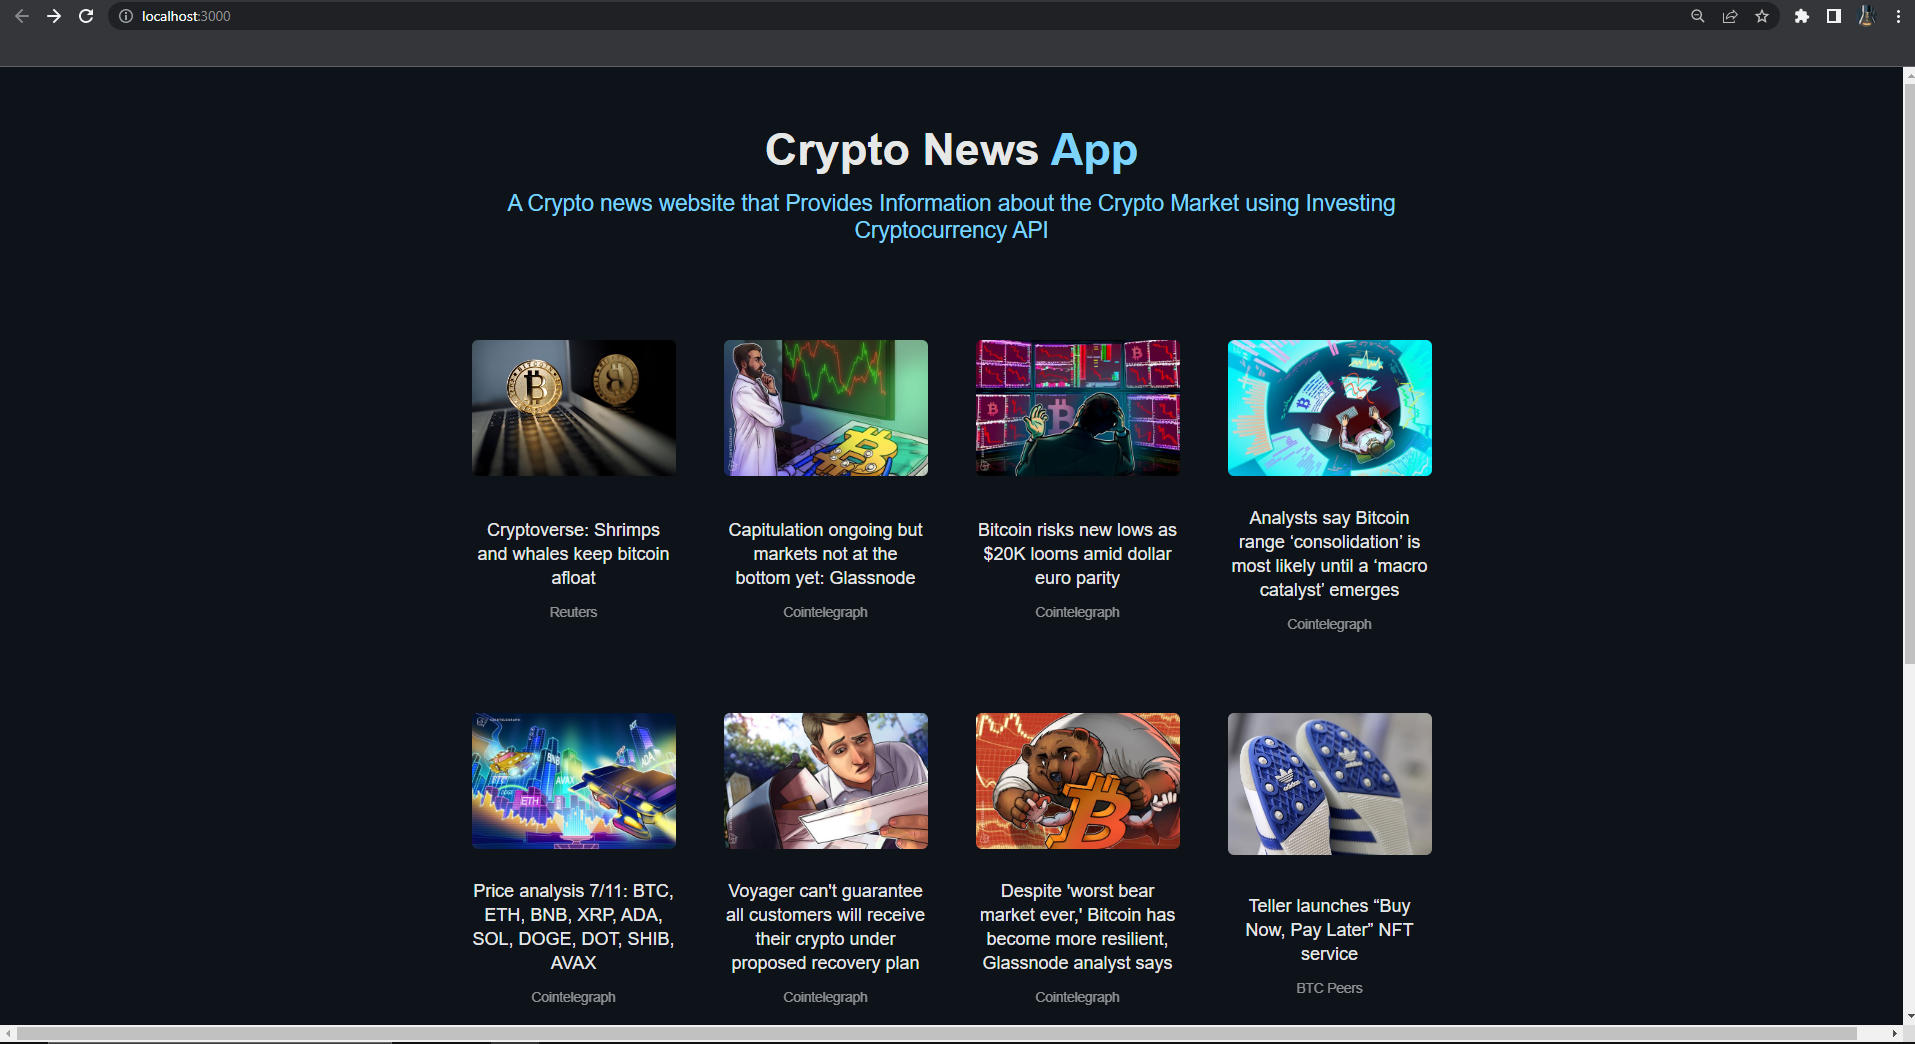 localhost:3000
Crypto News App
A Crypto news website that Provides Information about the Crypto Market using Investing
Cryptocurrency API
Cryptoverse: Shrimps
and whales keep bitcoin
afloat
Reuters
Capitulation ongoing but
markets not at the
bottom yet: Glassnode
Cointelegraph
Bitcoin risks new lows as
$20K looms amid dollar
euro parity
Cointelegraph
Analysts say Bitcoin
range ‘consolidation’ is
most likely until a ‘macro
catalyst’ emerges
Cointelegraph
BNB
ADA
AVAX
ETH
adidas
Price analysis 7/11: BTC,
ETH, BNB, XRP, ADA,
SOL, DOGE, DOT, SHIB,
AVAX
Cointelegraph
Voyager can't guarantee
all customers will receive
their crypto under
proposed recovery plan
Cointelegraph
Despite 'worst bear
market ever,' Bitcoin has
become more resilient,
Glassnode analyst says
Cointelegraph
Teller launches “Buy
Now, Pay Later” NFT
service
BTC Peers